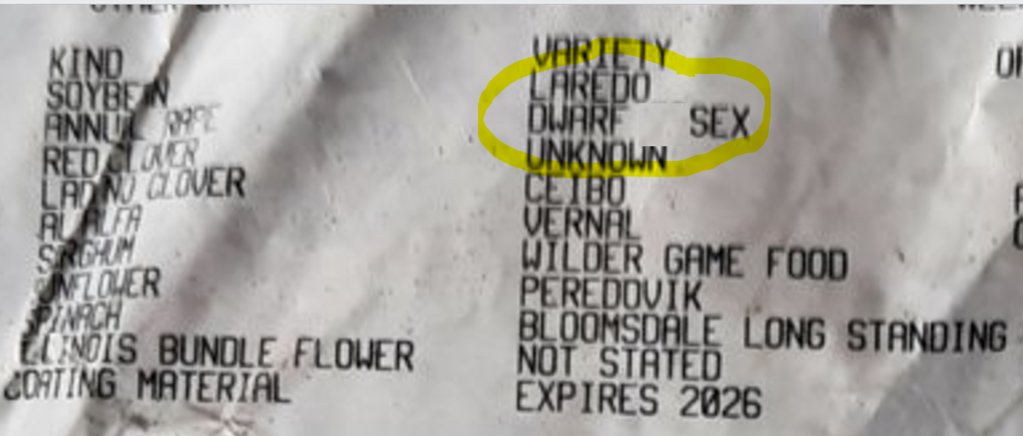 KIND VARIETY
SOYBEAN LAREDO
ANNUAL RAPE DWARF SEX
RED CLOVER UNKNOWN
LADINO CLOVER CEIBO
ALFALFA VERNAL
SORGHUM WILDER GAME FOOD
SUNFLOWER PEREDOVIK
SPINACH BLOOMSDALE LONG STANDING
ILLINOIS BUNDLE FLOWER NOT STATED
COATING MATERIAL EXPIRES 2026